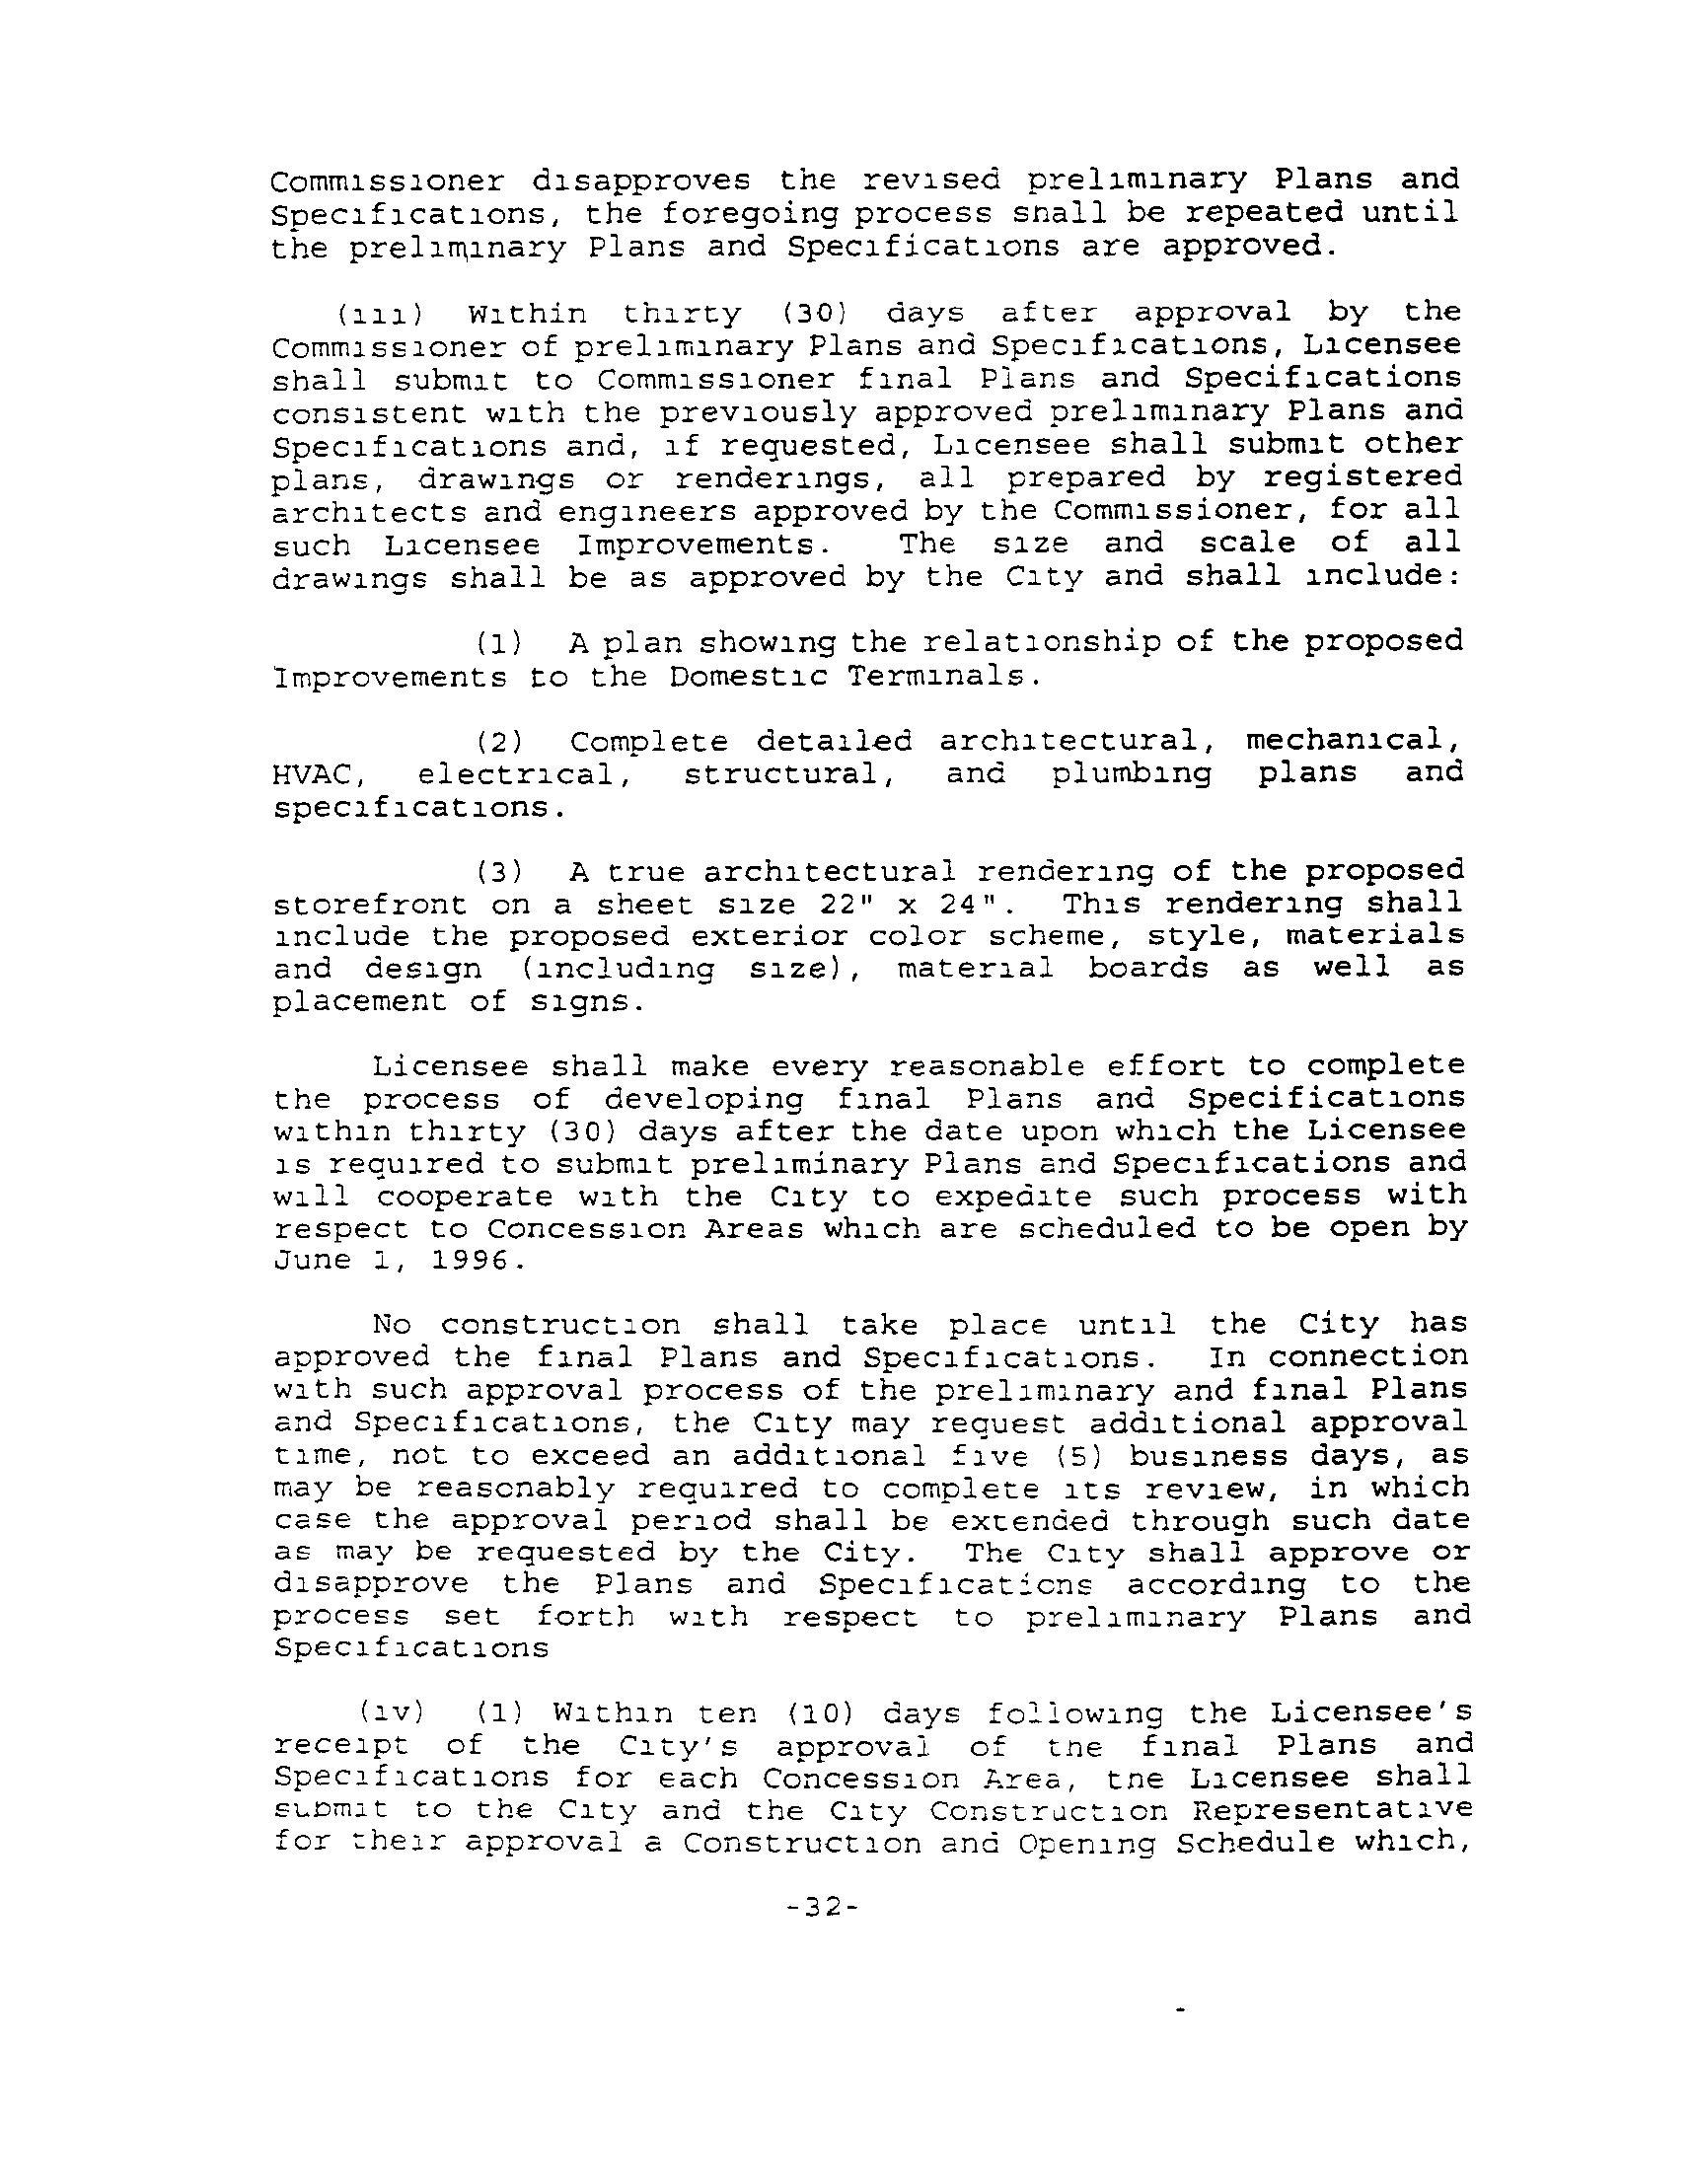 Commissioner disapproves the revised preliminary Plans and
Specifications, the foregoing process shall be repeated until
the preliminary Plans and Specifications are approved.
(iii) Within thirty (30) days after approval by the
Commissioner of preliminary Plans and Specifications, Licensee
shall submit to Commissioner final Plans and Specifications
consistent with the previously approved preliminary Plans and
Specifications and, if requested, Licensee shall submit other
plans, drawings or renderings, all prepared by registered
architects and engineers approved by the Commissioner, for all
such Licensee Improvements. The size and scale of all
drawings shall be as approved by the City and shall include:
(1) A plan showing the relationship of the proposed
Improvements to the Domestic Terminals.
(2) Complete detailed architectural, mechanical,
HVAC, electrical, structural, and plumbing plans and
specifications.
(3) A true architectural rendering of the proposed
storefront on a sheet size 22" x 24". This rendering shall
include the proposed exterior color scheme, style, materials
and design (including size), material boards as well as
placement of signs.
Licensee shall make every reasonable effort to complete
the process of developing final Plans and Specifications
within thirty (30) days after the date upon which the Licensee
is required to submit preliminary Plans and Specifications and
will cooperate with the City to expedite such process with
respect to Concession Areas which are scheduled to be open by
June 1, 1996.
No construction shall take place until the City has
approved the final Plans and Specifications. In connection
with such approval process of the preliminary and final Plans
and Specifications, the City may request additional approval
time, not to exceed an additional five (5) business days, as
may be reasonably required to complete its review, in which
case the approval period shall be extended through such date
as may be requested by the City. The City shall approve or
disapprove the Plans and Specifications according to the
process set forth with respect to preliminary Plans and
Specifications
(iv) (1) Within ten (10) days following the Licensee's
receipt of the City's approval of the final Plans and
Specifications for each Concession Area, the Licensee shall
submit to the City and the City Construction Representative
for their approval a Construction and Opening Schedule which,
-32-